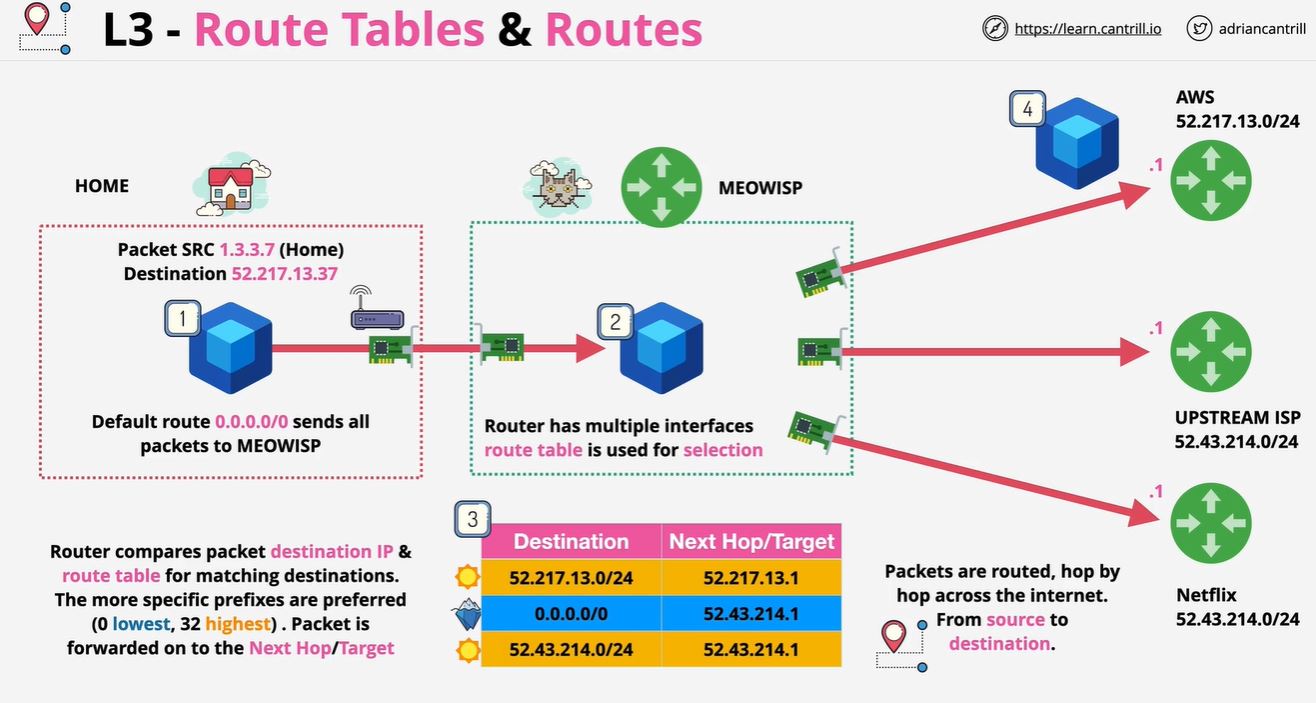 L3 - Route Tables & Routes
https://learn.cantrill.io
adriancantrill
HOME
Packet SRC 1.3.3.7 (Home)
Destination 52.217.13.37
1
Default route 0.0.0.0/0 sends all
packets to MEOWISP
MEOWISP
2
Router has multiple interfaces
route table is used for selection
4
AWS
52.217.13.0/24
.1
.1
UPSTREAM ISP
52.43.214.0/24
.1
Netflix
52.43.214.0/24
Router compares packet destination IP &
route table for matching destinations.
The more specific prefixes are preferred
(0 lowest, 32 highest) . Packet is
forwarded on to the Next Hop/Target
3
Destination Next Hop/Target
52.217.13.0/24 52.217.13.1
0.0.0.0/0 52.43.214.1
52.43.214.0/24 52.43.214.1
Packets are routed, hop by
hop across the internet.
From source to
destination.